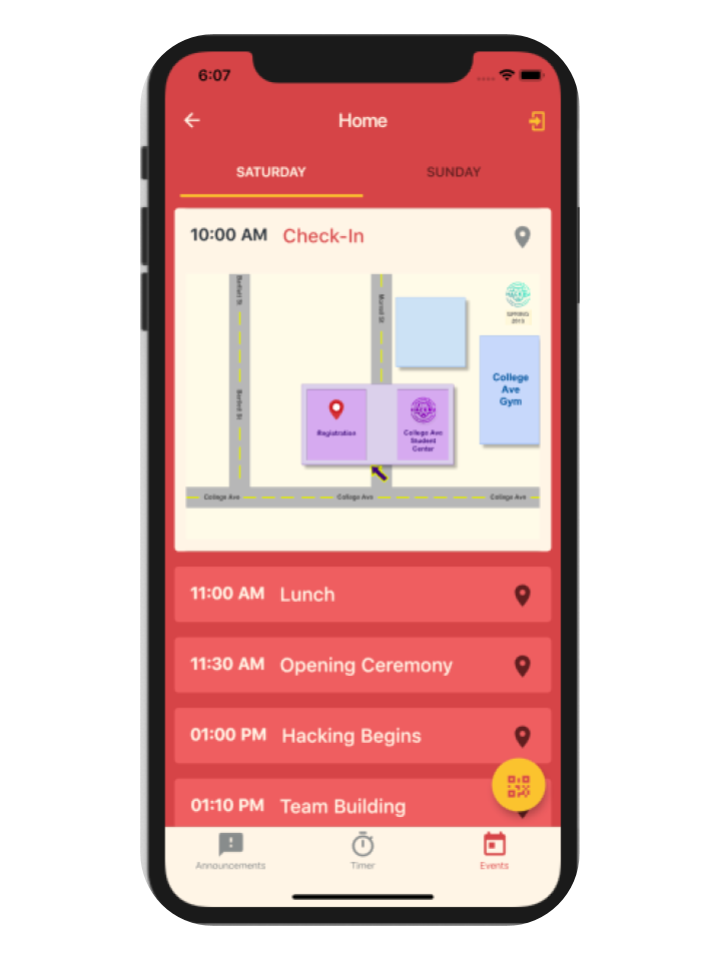 6:07
Home
SATURDAY
SUNDAY
10:00 AM Check-In
Bartlett St
Bartlett St
SPRING
2019
College
Ave
Gym
Registration
College Ave
Student
Center
College Ave
College Ave
College Ave
11:00 AM Lunch
11:30 AM Opening Ceremony
01:00 PM Hacking Begins
01:10 PM Team Building
Announcements
Timer
Events